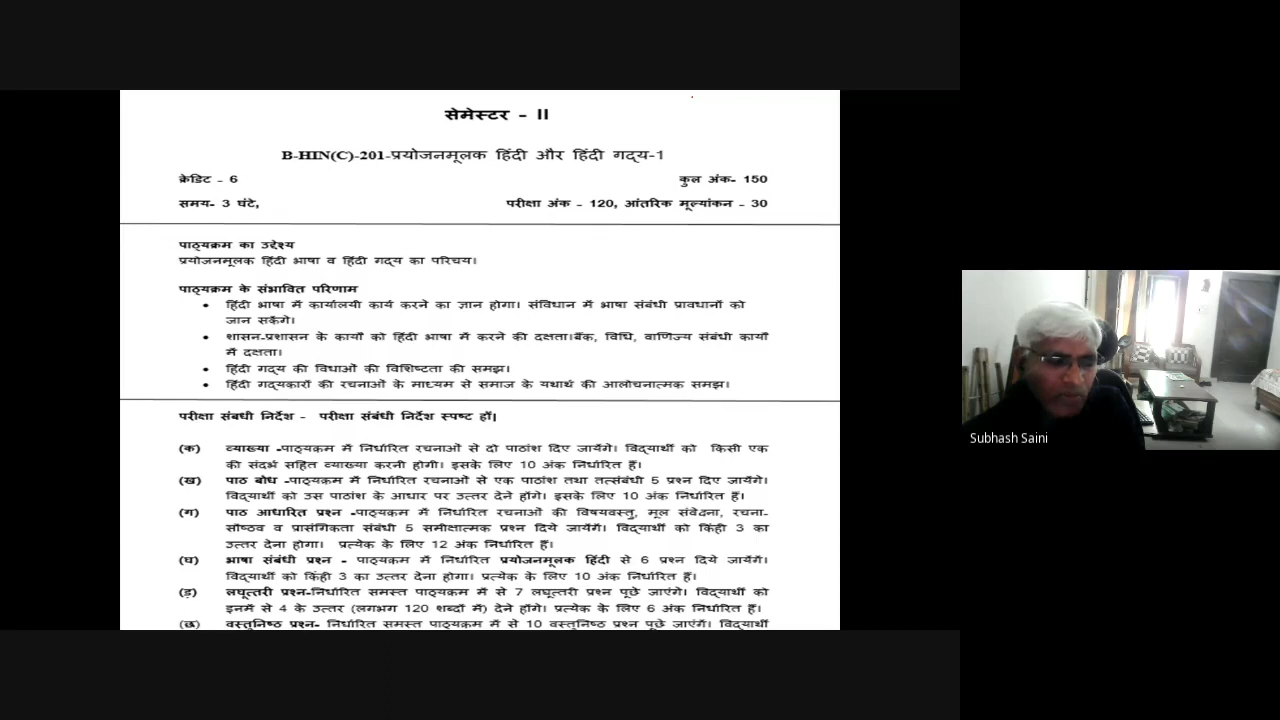 सेमेस्टर - II
B-HIN(C)-201-प्रयोजनमूलक हिंदी और हिंदी गद्य-1
क्रेडिट - 6 कुल अंक- 150
समय- 3 घंटे, परीक्षा अंक - 120, आंतरिक मूल्यांकन - 30
पाठ्यक्रम का उद्देश्य
प्रयोजनमूलक हिंदी भाषा व हिंदी गद्य का परिचय।
पाठ्यक्रम के संभावित परिणाम
• हिंदी भाषा में कार्यालयी कार्य करने का ज्ञान होगा। संविधान में भाषा संबंधी प्रावधानों को
जान सकेंगे।
• शासन-प्रशासन के कार्यों को हिंदी भाषा में करने की दक्षता।बैंक, विधि, वाणिज्य संबंधी कार्यों
में दक्षता।
• हिंदी गद्य की विधाओं की विशिष्टता की समझ।
• हिंदी गद्यकारों की रचनाओं के माध्यम से समाज के यथार्थ की आलोचनात्मक समझ।
परीक्षा संबधी निर्देश - परीक्षा संबंधी निर्देश स्पष्ट हों|
(क) व्याख्या -पाठ्यक्रम में निर्धारित रचनाओं से दो पाठांश दिए जायेंगे। विद्यार्थी को किसी एक
की संदर्भ सहित व्याख्या करनी होगी। इसके लिए 10 अंक निर्धारित हैं।
(ख) पाठ बोध -पाठ्यक्रम में निर्धारित रचनाओं से एक पाठांश तथा तत्संबंधी 5 प्रश्न दिए जायेंगे।
विद्यार्थी को उस पाठांश के आधार पर उत्तर देने होंगे। इसके लिए 10 अंक निर्धारित हैं।
(ग) पाठ आधारित प्रश्न -पाठ्यक्रम में निर्धारित रचनाओं की विषयवस्तु, मूल संवेदना, रचना-
सौष्ठव व प्रासंगिकता संबंधी 5 समीक्षात्मक प्रश्न दिये जायेंगें। विद्यार्थी को किंही 3 का
उत्तर देना होगा। प्रत्येक के लिए 12 अंक निर्धारित हैं।
(घ) भाषा संबंधी प्रश्न - पाठ्यक्रम में निर्धारित प्रयोजनमूलक हिंदी से 6 प्रश्न दिये जायेंगे।
विद्यार्थी को किंही 3 का उत्तर देना होगा। प्रत्येक के लिए 10 अंक निर्धारित हैं।
(ड़) लघूत्तरी प्रश्न-निर्धारित समस्त पाठ्यक्रम में से 7 लघूत्तरी प्रश्न पूछे जाएंगे। विद्यार्थी को
इनमें से 4 के उत्तर (लगभग 120 शब्दों में) देने होंगे। प्रत्येक के लिए 6 अंक निर्धारित हैं।
(छ) वस्तुनिष्ठ प्रश्न- निर्धारित समस्त पाठ्यक्रम में से 10 वस्तुनिष्ठ प्रश्न पूछे जाएंगें। विद्यार्थी
Subhash Saini